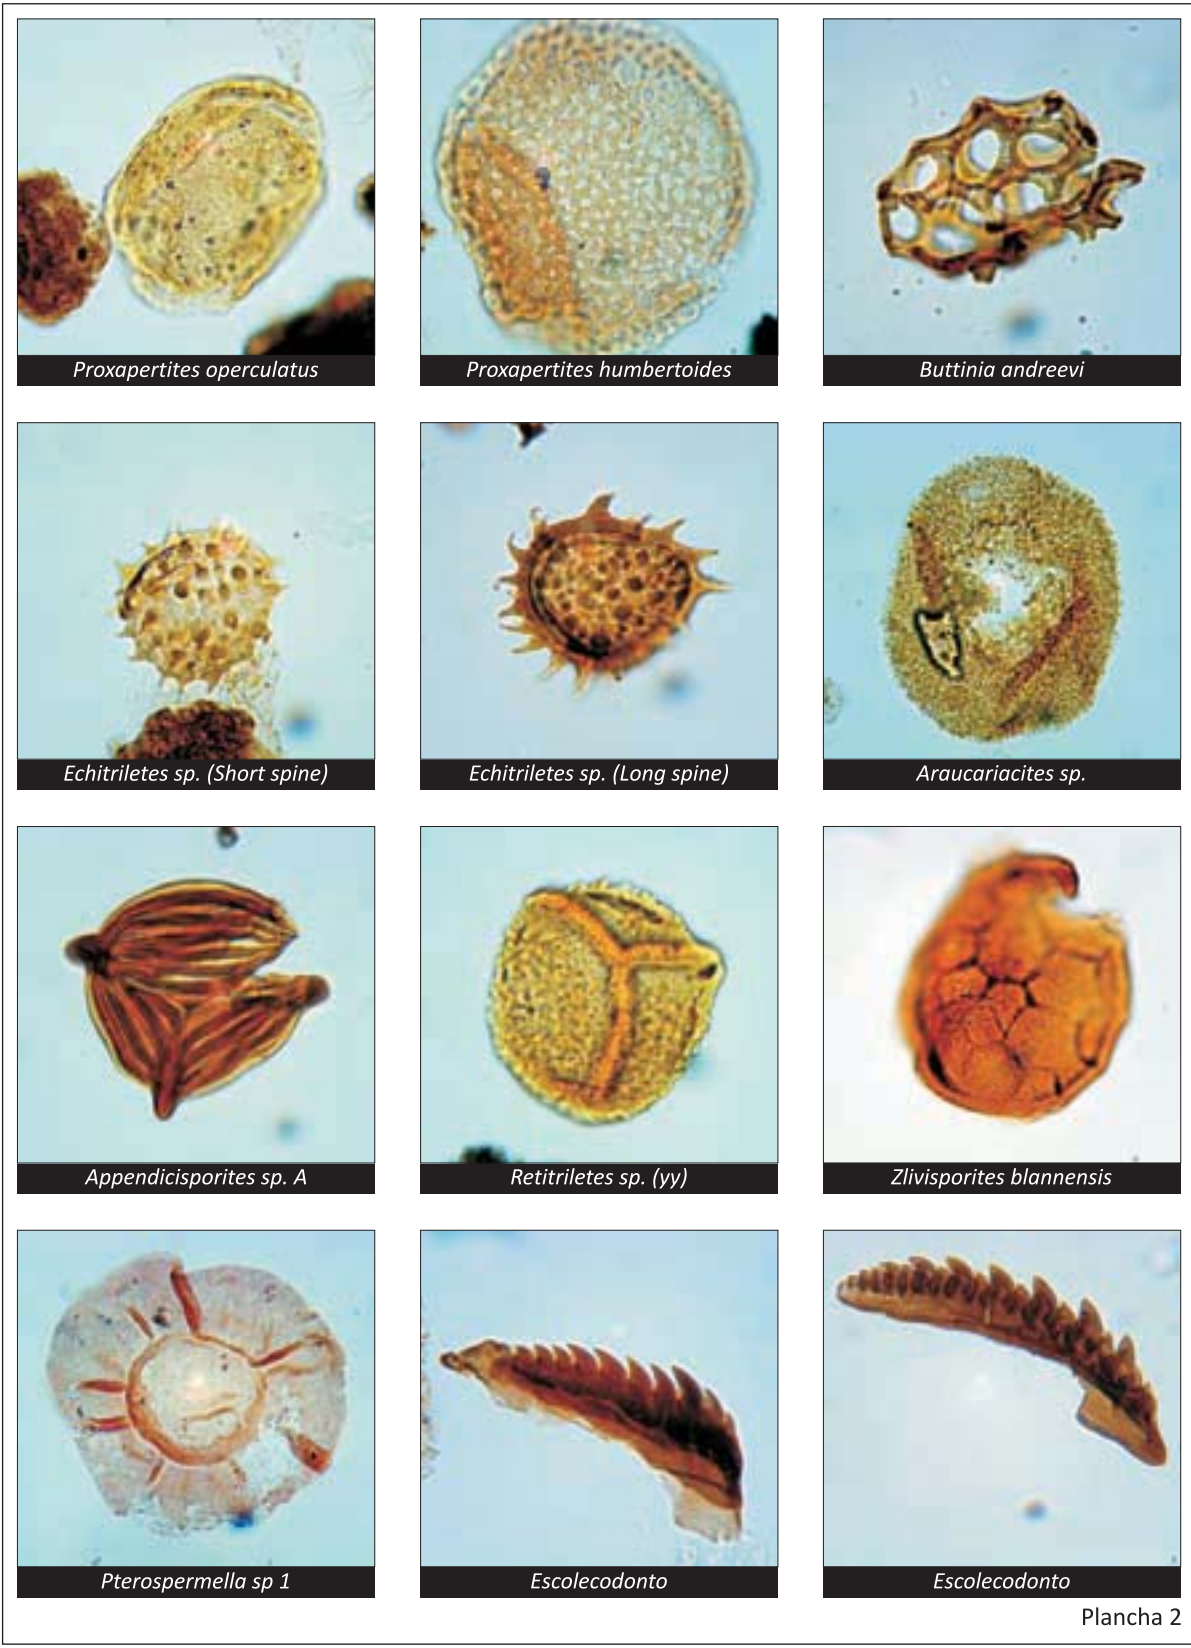 Proxapertites operculatus
Proxapertites humbertoides
Buttinia andreevi
Echitriletes sp. (Short spine)
Echitriletes sp. (Long spine)
Araucariacites sp.
Appendicisporites sp. A
Retitriletes sp. (yy)
Zlivisporites blannensis
Pterospermella sp 1
Escolecodonto
Escolecodonto
Plancha 2